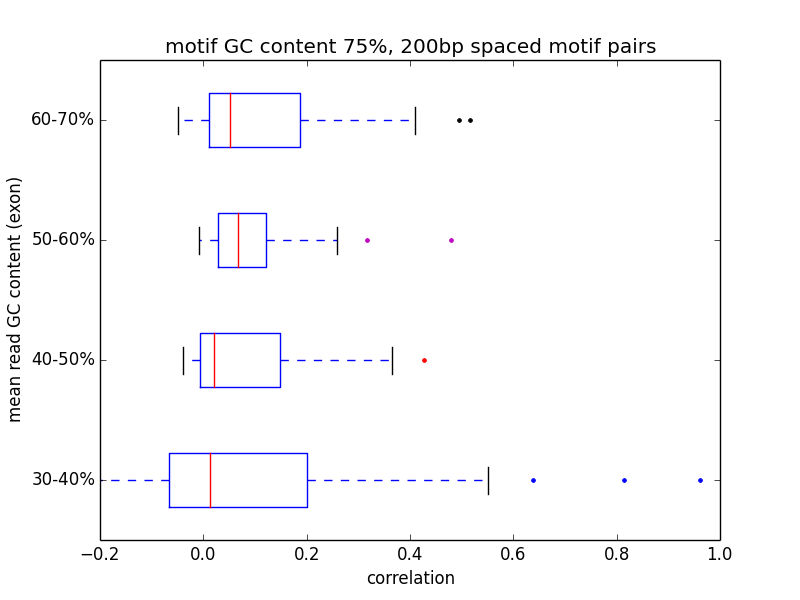 motif GC content 75%, 200bp spaced motif pairs
mean read GC content (exon)
60-70%
50-60%
40-50%
30-40%
−0.2 0.0 0.2 0.4 0.6 0.8 1.0
correlation